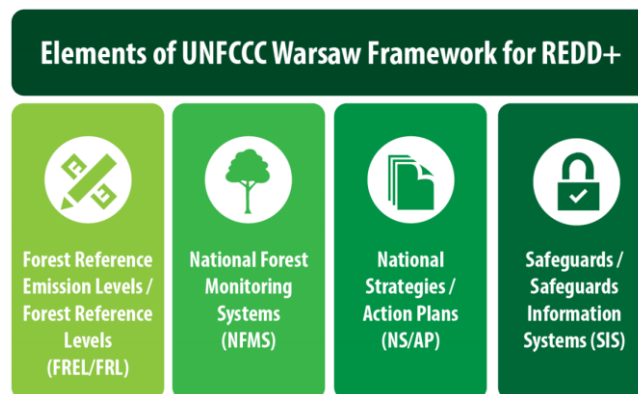 Elements of UNFCCC Warsaw Framework for REDD+
Forest Reference
Emission Levels /
Forest Reference
Levels
(FREL/FRL)
National Forest
Monitoring
Systems
(NFMS)
National
Strategies /
Action Plans
(NS/AP)
Safeguards /
Safeguards
Information
Systems (SIS)